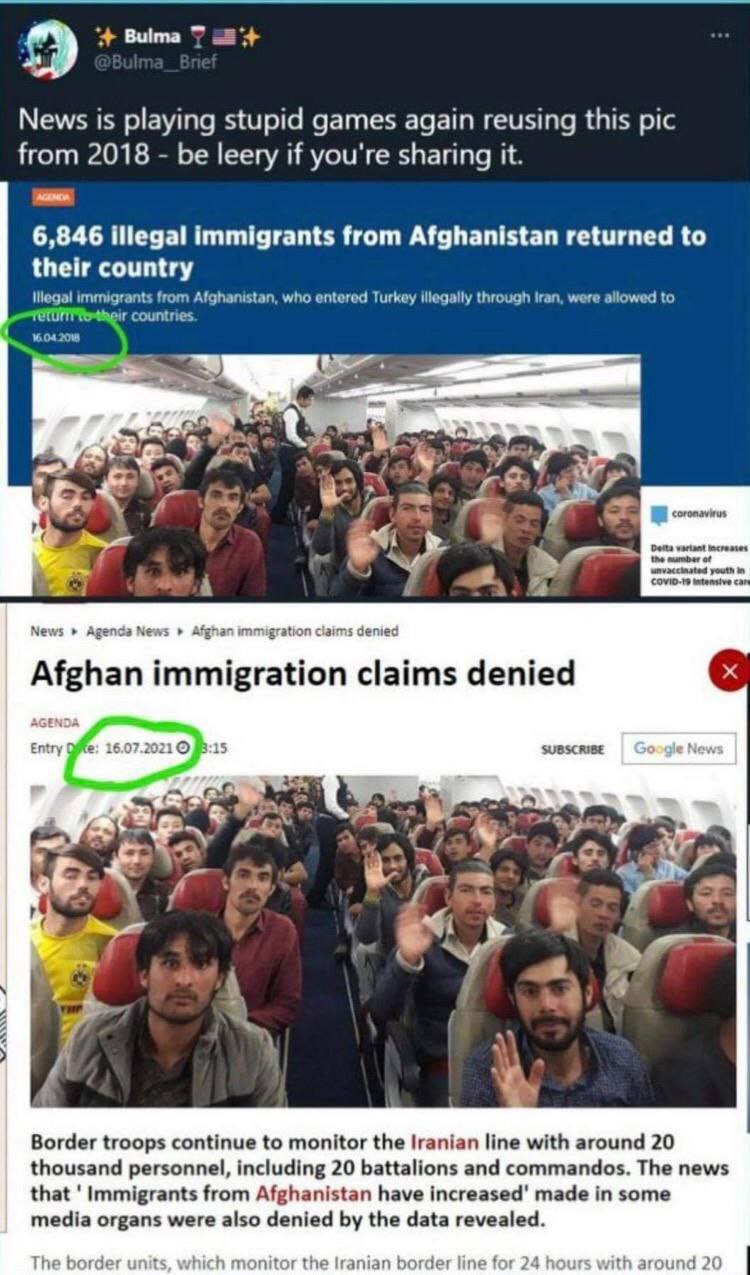 Bulma
@Bulma_Brief
News is playing stupid games again reusing this pic
from 2018 - be leery if you're sharing it.
AGENDA
6,846 illegal immigrants from Afghanistan returned to
their country
Illegal immigrants from Afghanistan, who entered Turkey illegally through Iran, were allowed to
return to their countries.
16.04.2018
coronavirus
Delta variant increases
the number of
unvaccinated youth in
COVID-19 intensive care
News ▸ Agenda News ▸ Afghan immigration claims denied
Afghan immigration claims denied
AGENDA
Entry Date: 16.07.2021 3:15
SUBSCRIBE Google News
Border troops continue to monitor the Iranian line with around 20
thousand personnel, including 20 battalions and commandos. The news
that ' Immigrants from Afghanistan have increased' made in some
media organs were also denied by the data revealed.
The border units, which monitor the Iranian border line for 24 hours with around 20